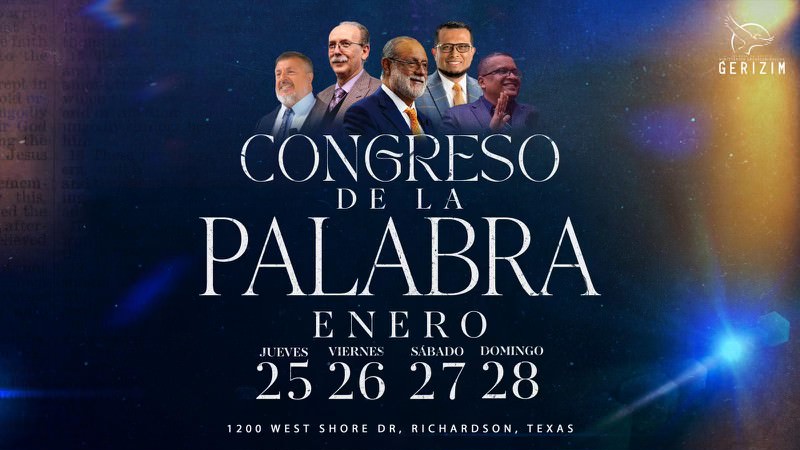 GERIZIM
CONGRESO
DE LA
PALABRA
ENERO
JUEVES VIERNES SÁBADO DOMINGO
25 26 27 28
1200 WEST SHORE DR, RICHARDSON, TEXAS